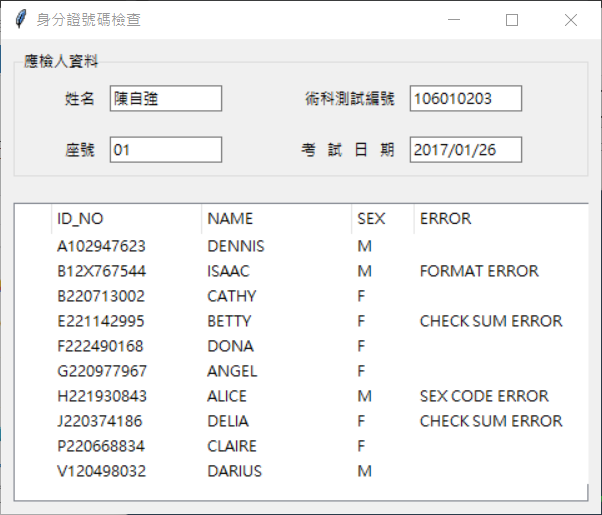 身分證號碼檢查
應檢人資料
姓名 陳自強 術科測試編號 106010203
座號 01 考 試 日 期 2017/01/26
ID_NO NAME SEX ERROR
A102947623 DENNIS M
B12X767544 ISAAC M FORMAT ERROR
B220713002 CATHY F
E221142995 BETTY F CHECK SUM ERROR
F222490168 DONA F
G220977967 ANGEL F
H221930843 ALICE M SEX CODE ERROR
J220374186 DELIA F CHECK SUM ERROR
P220668834 CLAIRE F
V120498032 DARIUS M